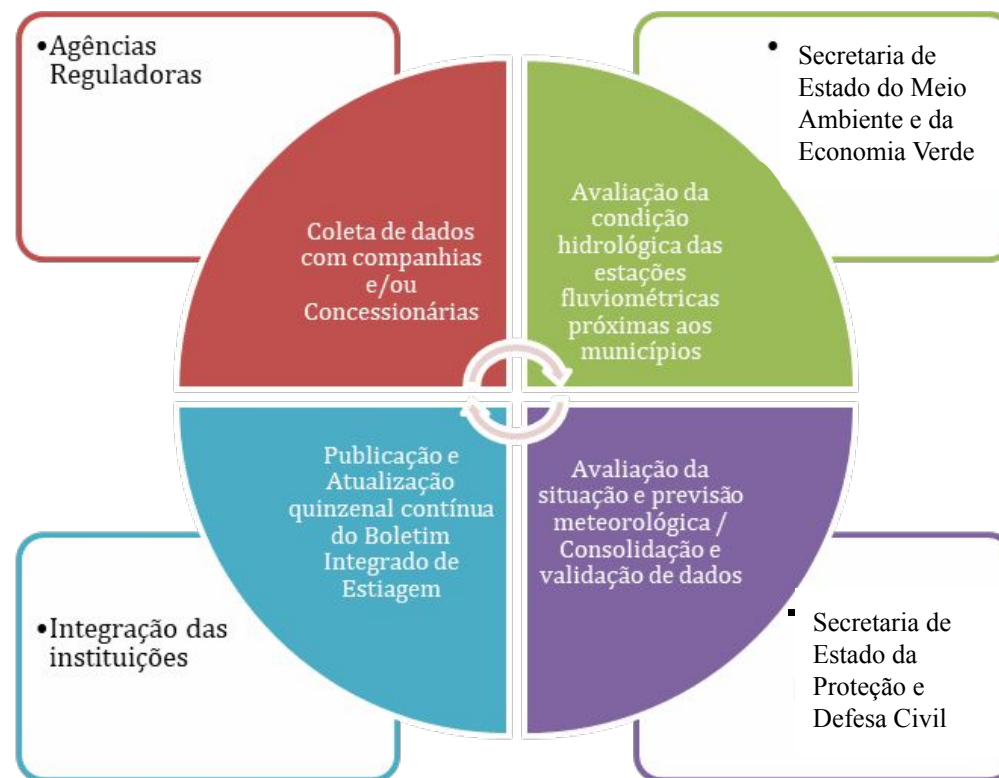 •Agências
Reguladoras
• Secretaria de
Estado do Meio
Ambiente e da
Economia Verde
Coleta de dados
com companhias
e/ou
Concessionárias
Avaliação da
condição
hidrológica das
estações
fluviométricas
próximas aos
municípios
Publicação e
Atualização
quinzenal contínua
do Boletim
Integrado de
Estiagem
Avaliação da
situação e previsão
meteorológica /
Consolidação e
validação de dados
•Integração das
instituições
Secretaria de
Estado da
Proteção e
Defesa Civil